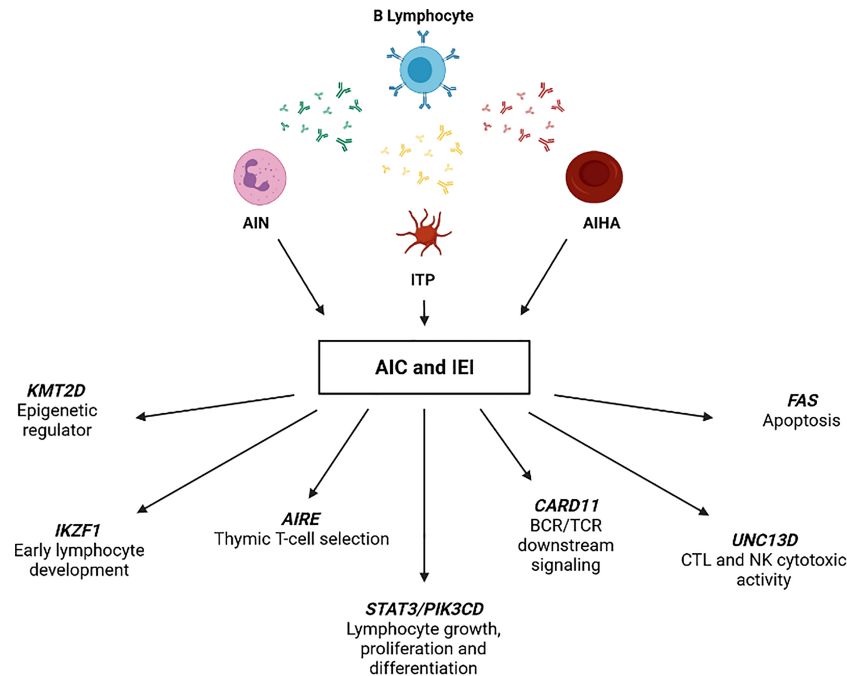 B Lymphocyte
AIN
AIHA
ITP
AIC and IEI
KMT2D
Epigenetic
regulator
FAS
Apoptosis
IKZF1
Early lymphocyte
development
AIRE
Thymic T-cell selection
CARD11
BCR/TCR
downstream
signaling
UNC13D
CTL and NK cytotoxic
activity
STAT3/PIK3CD
Lymphocyte growth,
proliferation and
differentiation